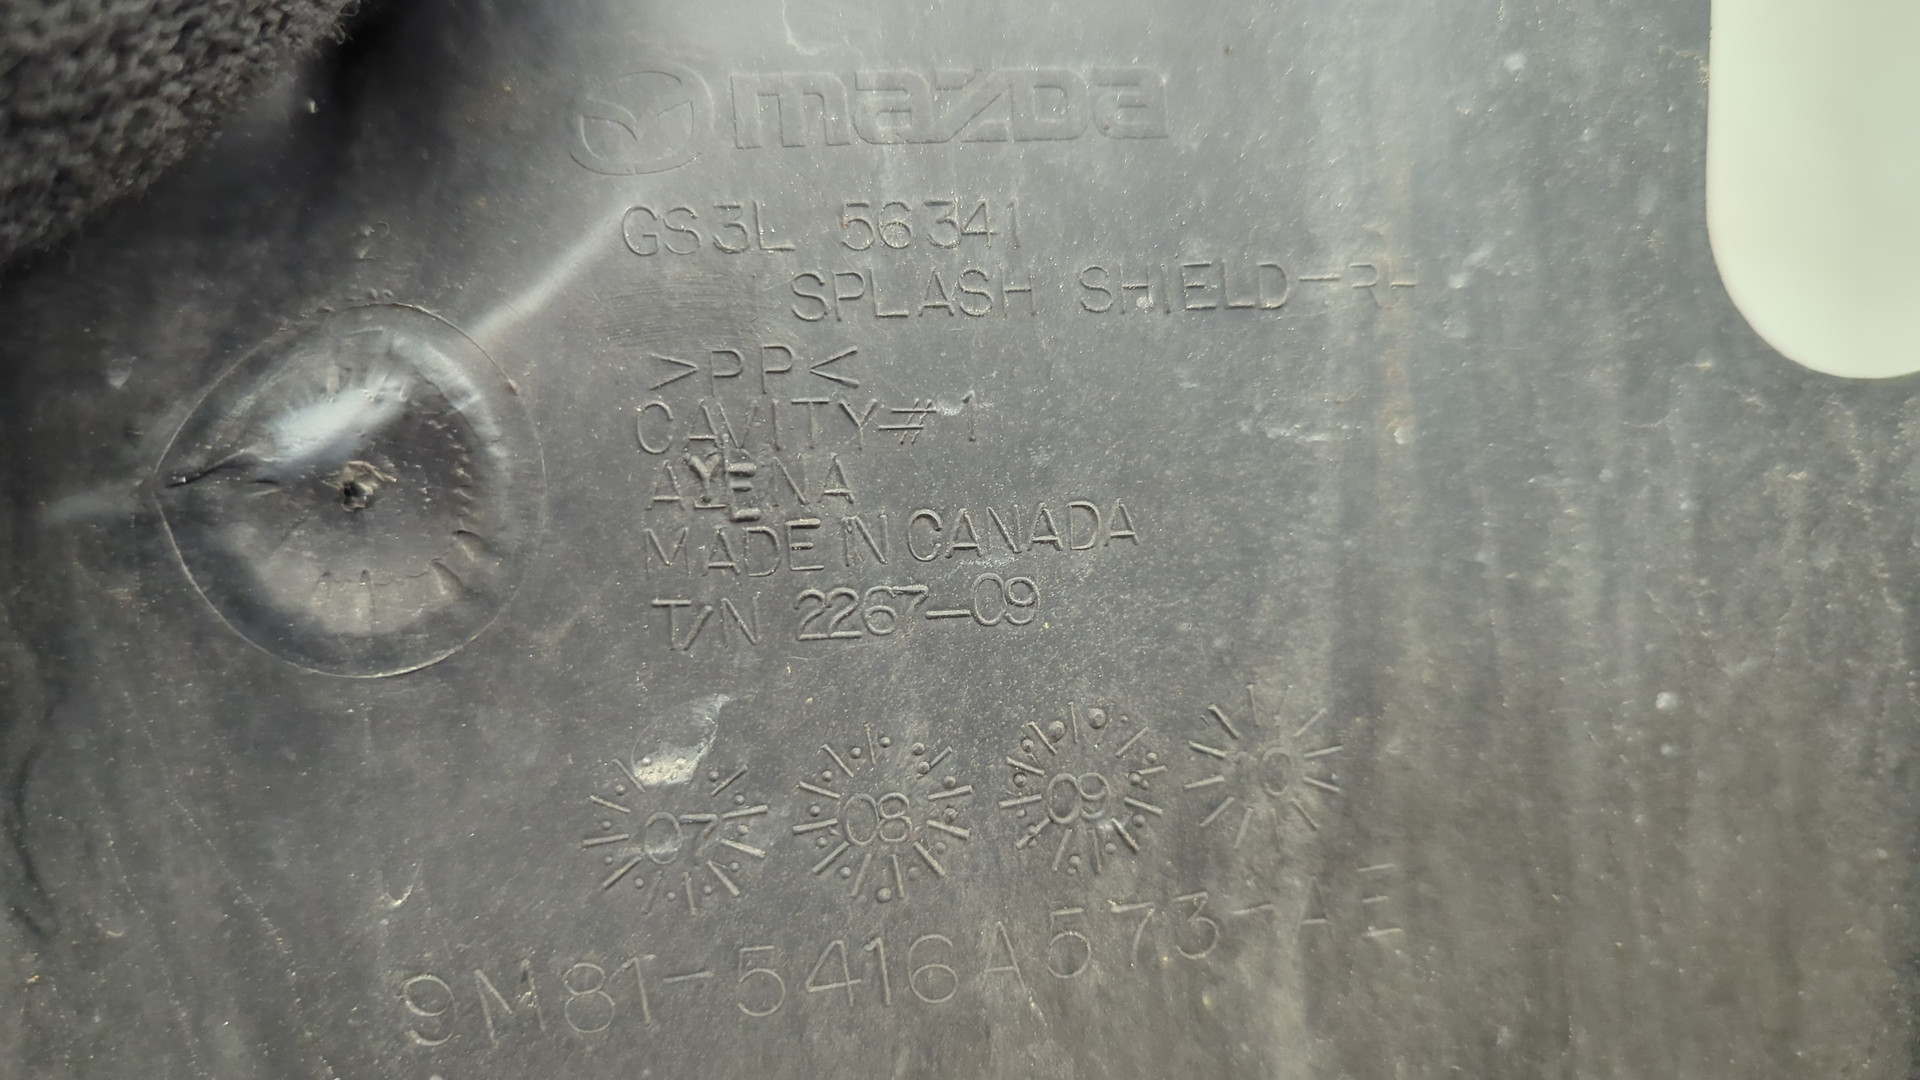 mazda
GS3L 56341
SPLASH SHIELD-RH
>PP<
CAVITY# 1
MADE IN CANADA
T/N 2267-09
07 08 09 10
9M81-5416A573-AE